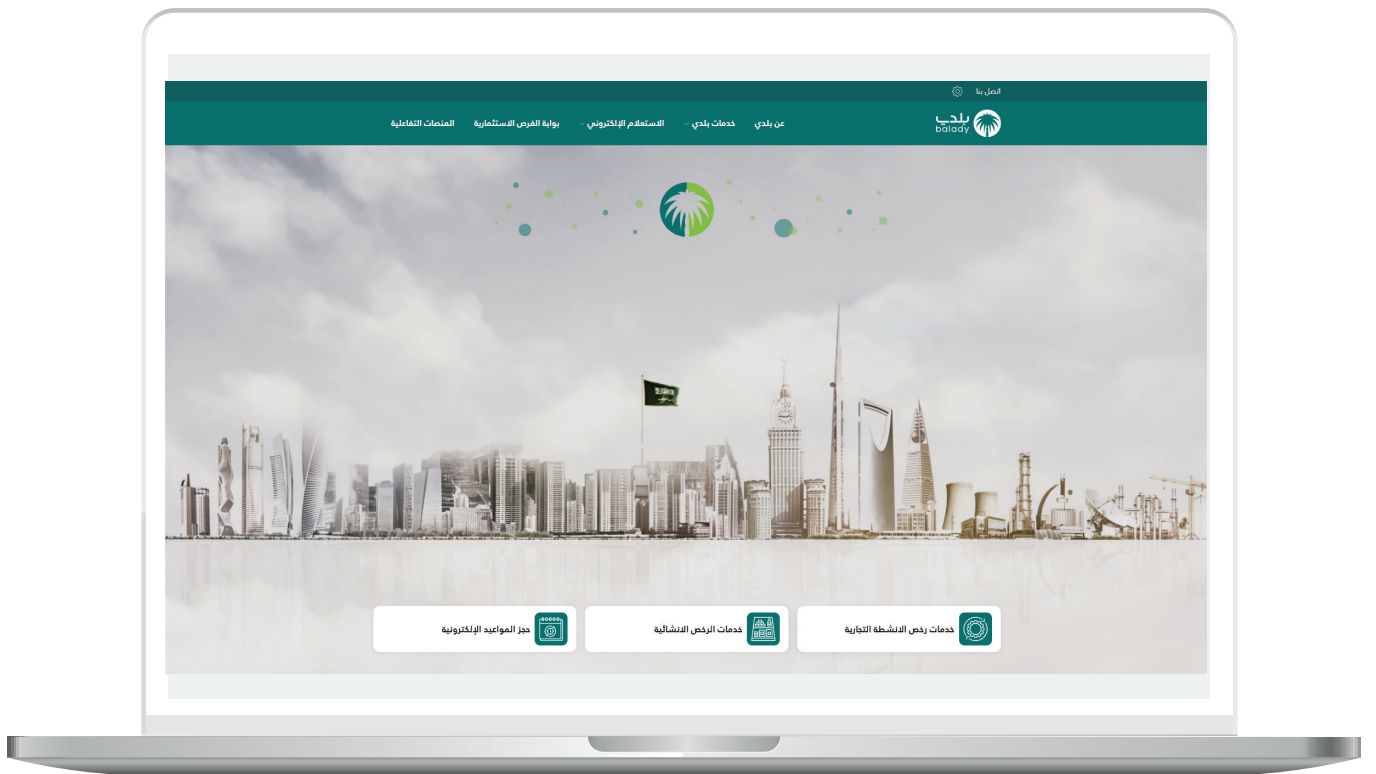 اتصل بنا
بلدي
balady
عن بلدي
خدمات بلدي
الاستعلام الإلكتروني
بوابة الفرص الاستثمارية
المنصات التفاعلية
خدمات رخص الانشطة التجارية
خدمات الرخص الانشائية
حجز المواعيد الإلكترونية